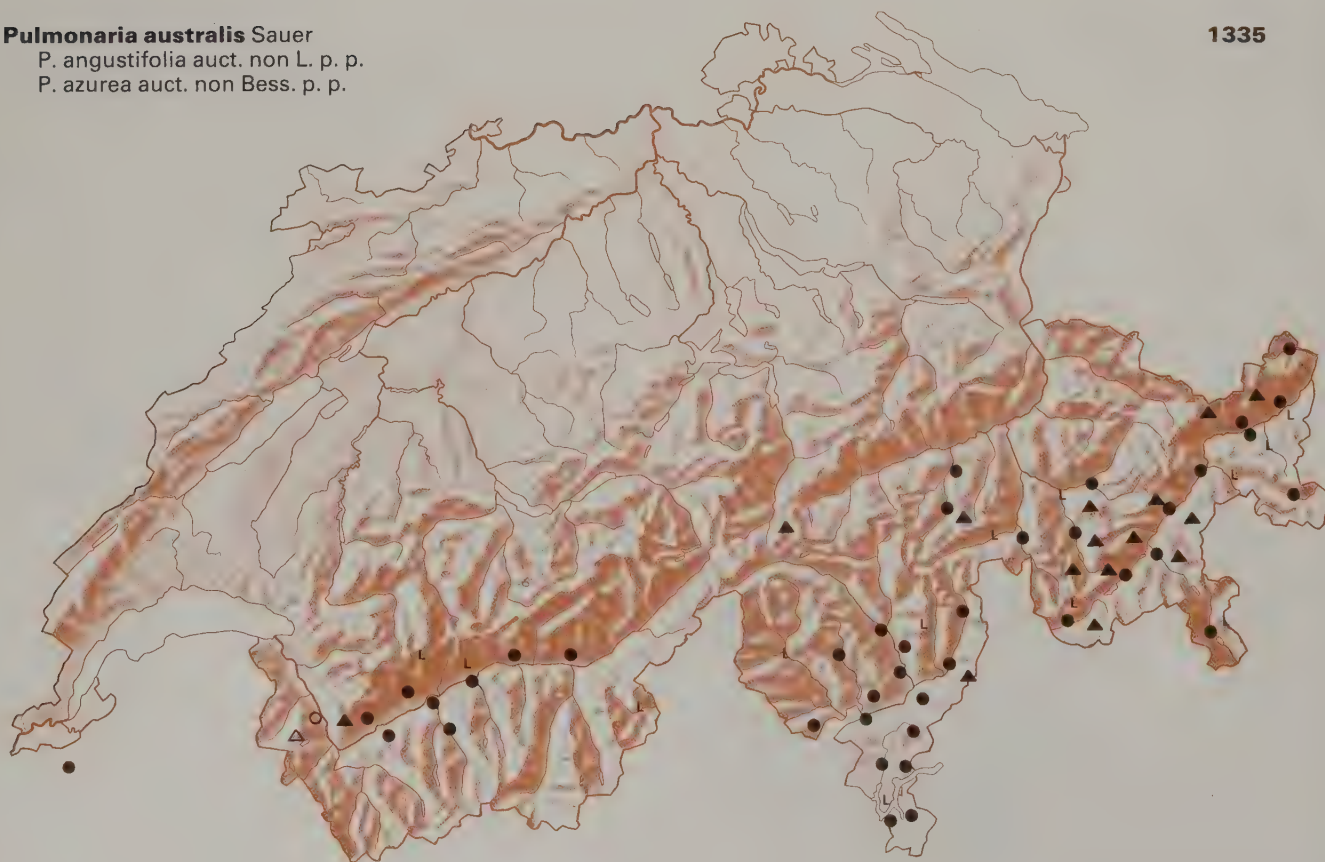 Pulmonaria australis Sauer
P. angustifolia auct. non L. p. p.
P. azurea auct. non Bess. p. p.
1335
L
L
L
L
L
L
L
L
L
L
L
L
L